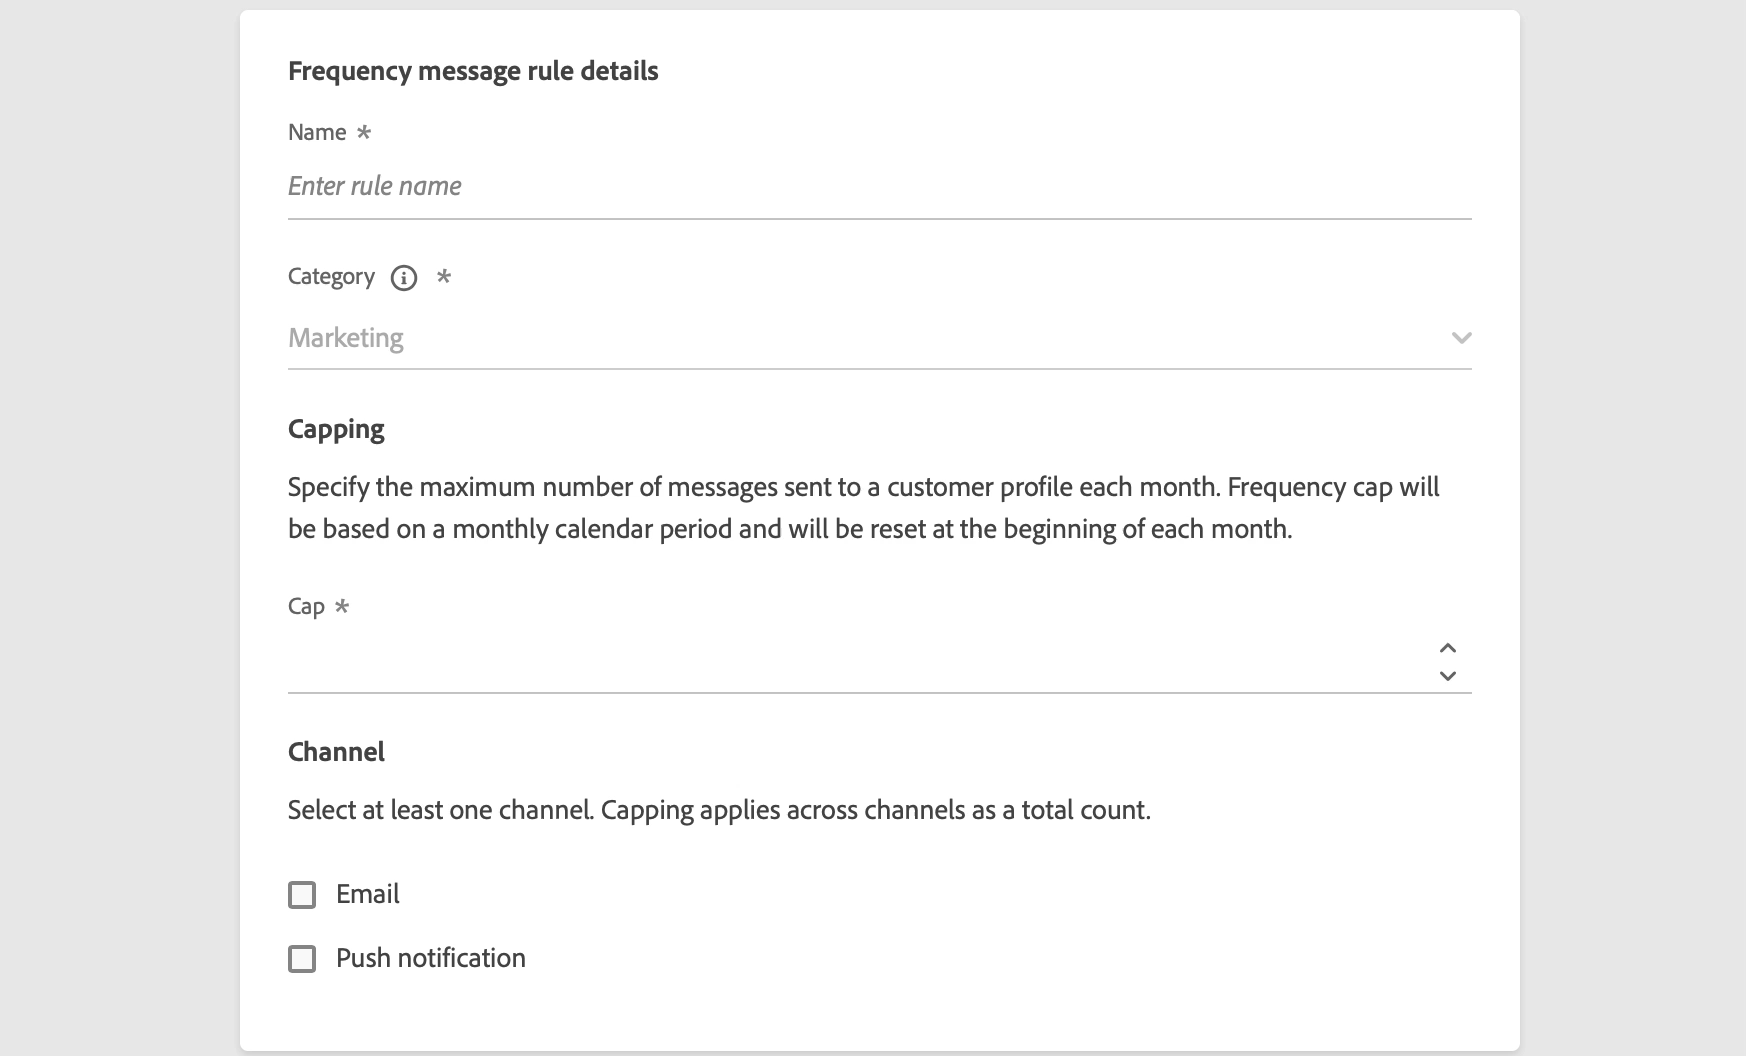 Frequency message rule details
Name *
Enter rule name
Category *
Marketing
Capping
Specify the maximum number of messages sent to a customer profile each month. Frequency cap will
be based on a monthly calendar period and will be reset at the beginning of each month.
Cap *
Channel
Select at least one channel. Capping applies across channels as a total count.
Email
Push notification